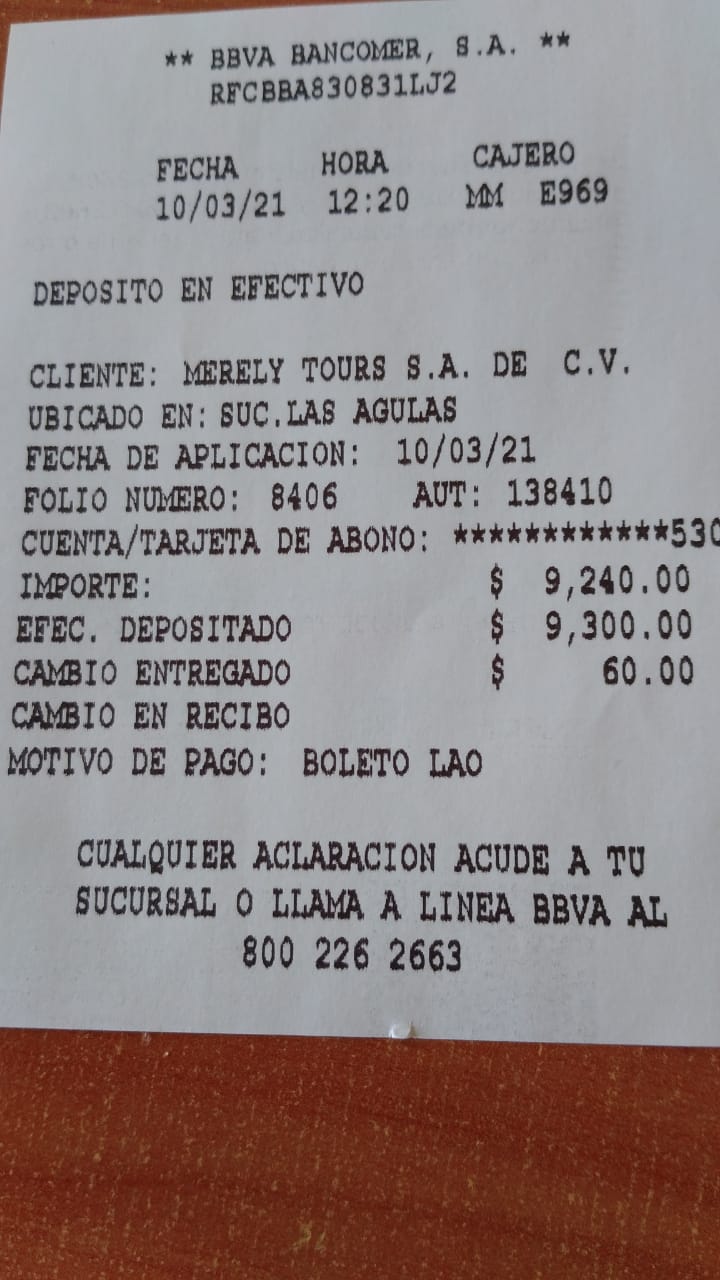 ** BBVA BANCOMER, S.A. **
RFCBBA830831LJ2
FECHA HORA CAJERO
10/03/21 12:20 MM E969
DEPOSITO EN EFECTIVO
CLIENTE: MERELY TOURS S.A. DE C.V.
UBICADO EN: SUC.LAS AGULAS
FECHA DE APLICACION: 10/03/21
FOLIO NUMERO: 8406 AUT: 138410
CUENTA/TARJETA DE ABONO: ************530
IMPORTE: $ 9,240.00
EFEC. DEPOSITADO $ 9,300.00
CAMBIO ENTREGADO $ 60.00
CAMBIO EN RECIBO
MOTIVO DE PAGO: BOLETO LAO
CUALQUIER ACLARACION ACUDE A TU
SUCURSAL O LLAMA A LINEA BBVA AL
800 226 2663